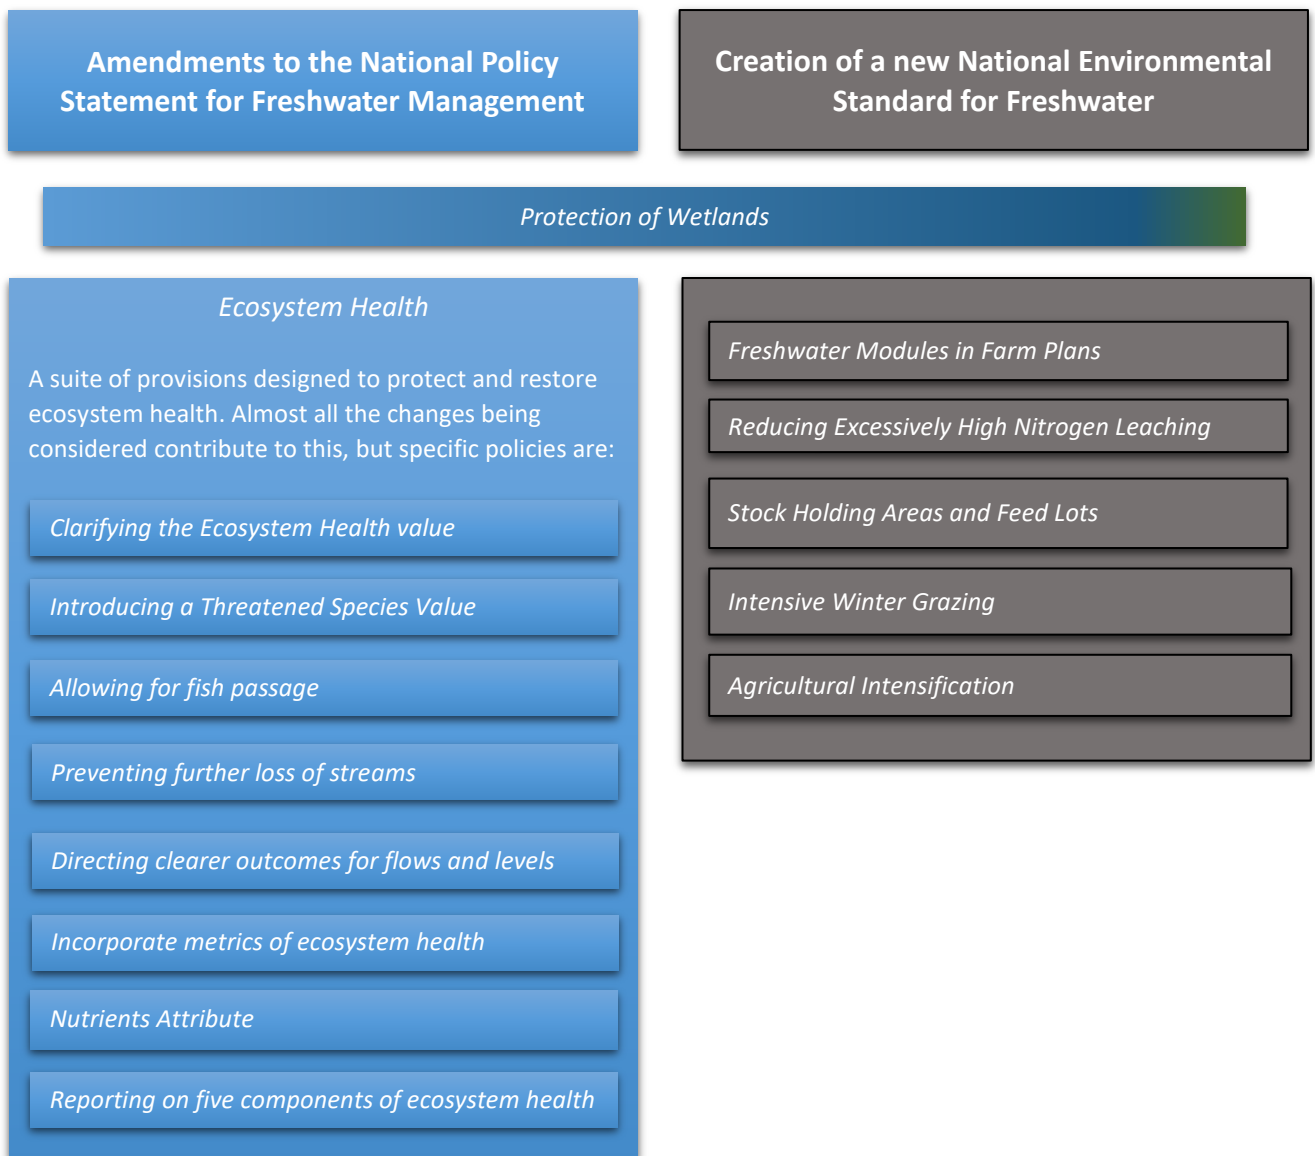 Amendments to the National Policy
Statement for Freshwater Management
Creation of a new National Environmental
Standard for Freshwater
Protection of Wetlands
Ecosystem Health
A suite of provisions designed to protect and restore
ecosystem health. Almost all the changes being
considered contribute to this, but specific policies are:
Clarifying the Ecosystem Health value
Introducing a Threatened Species Value
Allowing for fish passage
Preventing further loss of streams
Directing clearer outcomes for flows and levels
Incorporate metrics of ecosystem health
Nutrients Attribute
Reporting on five components of ecosystem health
Freshwater Modules in Farm Plans
Reducing Excessively High Nitrogen Leaching
Stock Holding Areas and Feed Lots
Intensive Winter Grazing
Agricultural Intensification